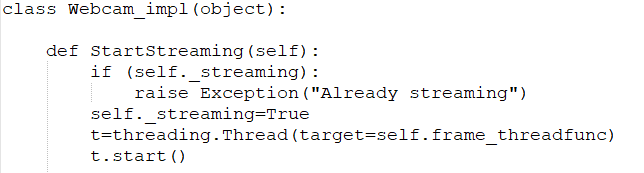 class Webcam_impl(object):
def StartStreaming(self):
if (self._streaming):
raise Exception("Already streaming")
self._streaming=True
t=threading.Thread(target=self.frame_threadfunc)
t.start()